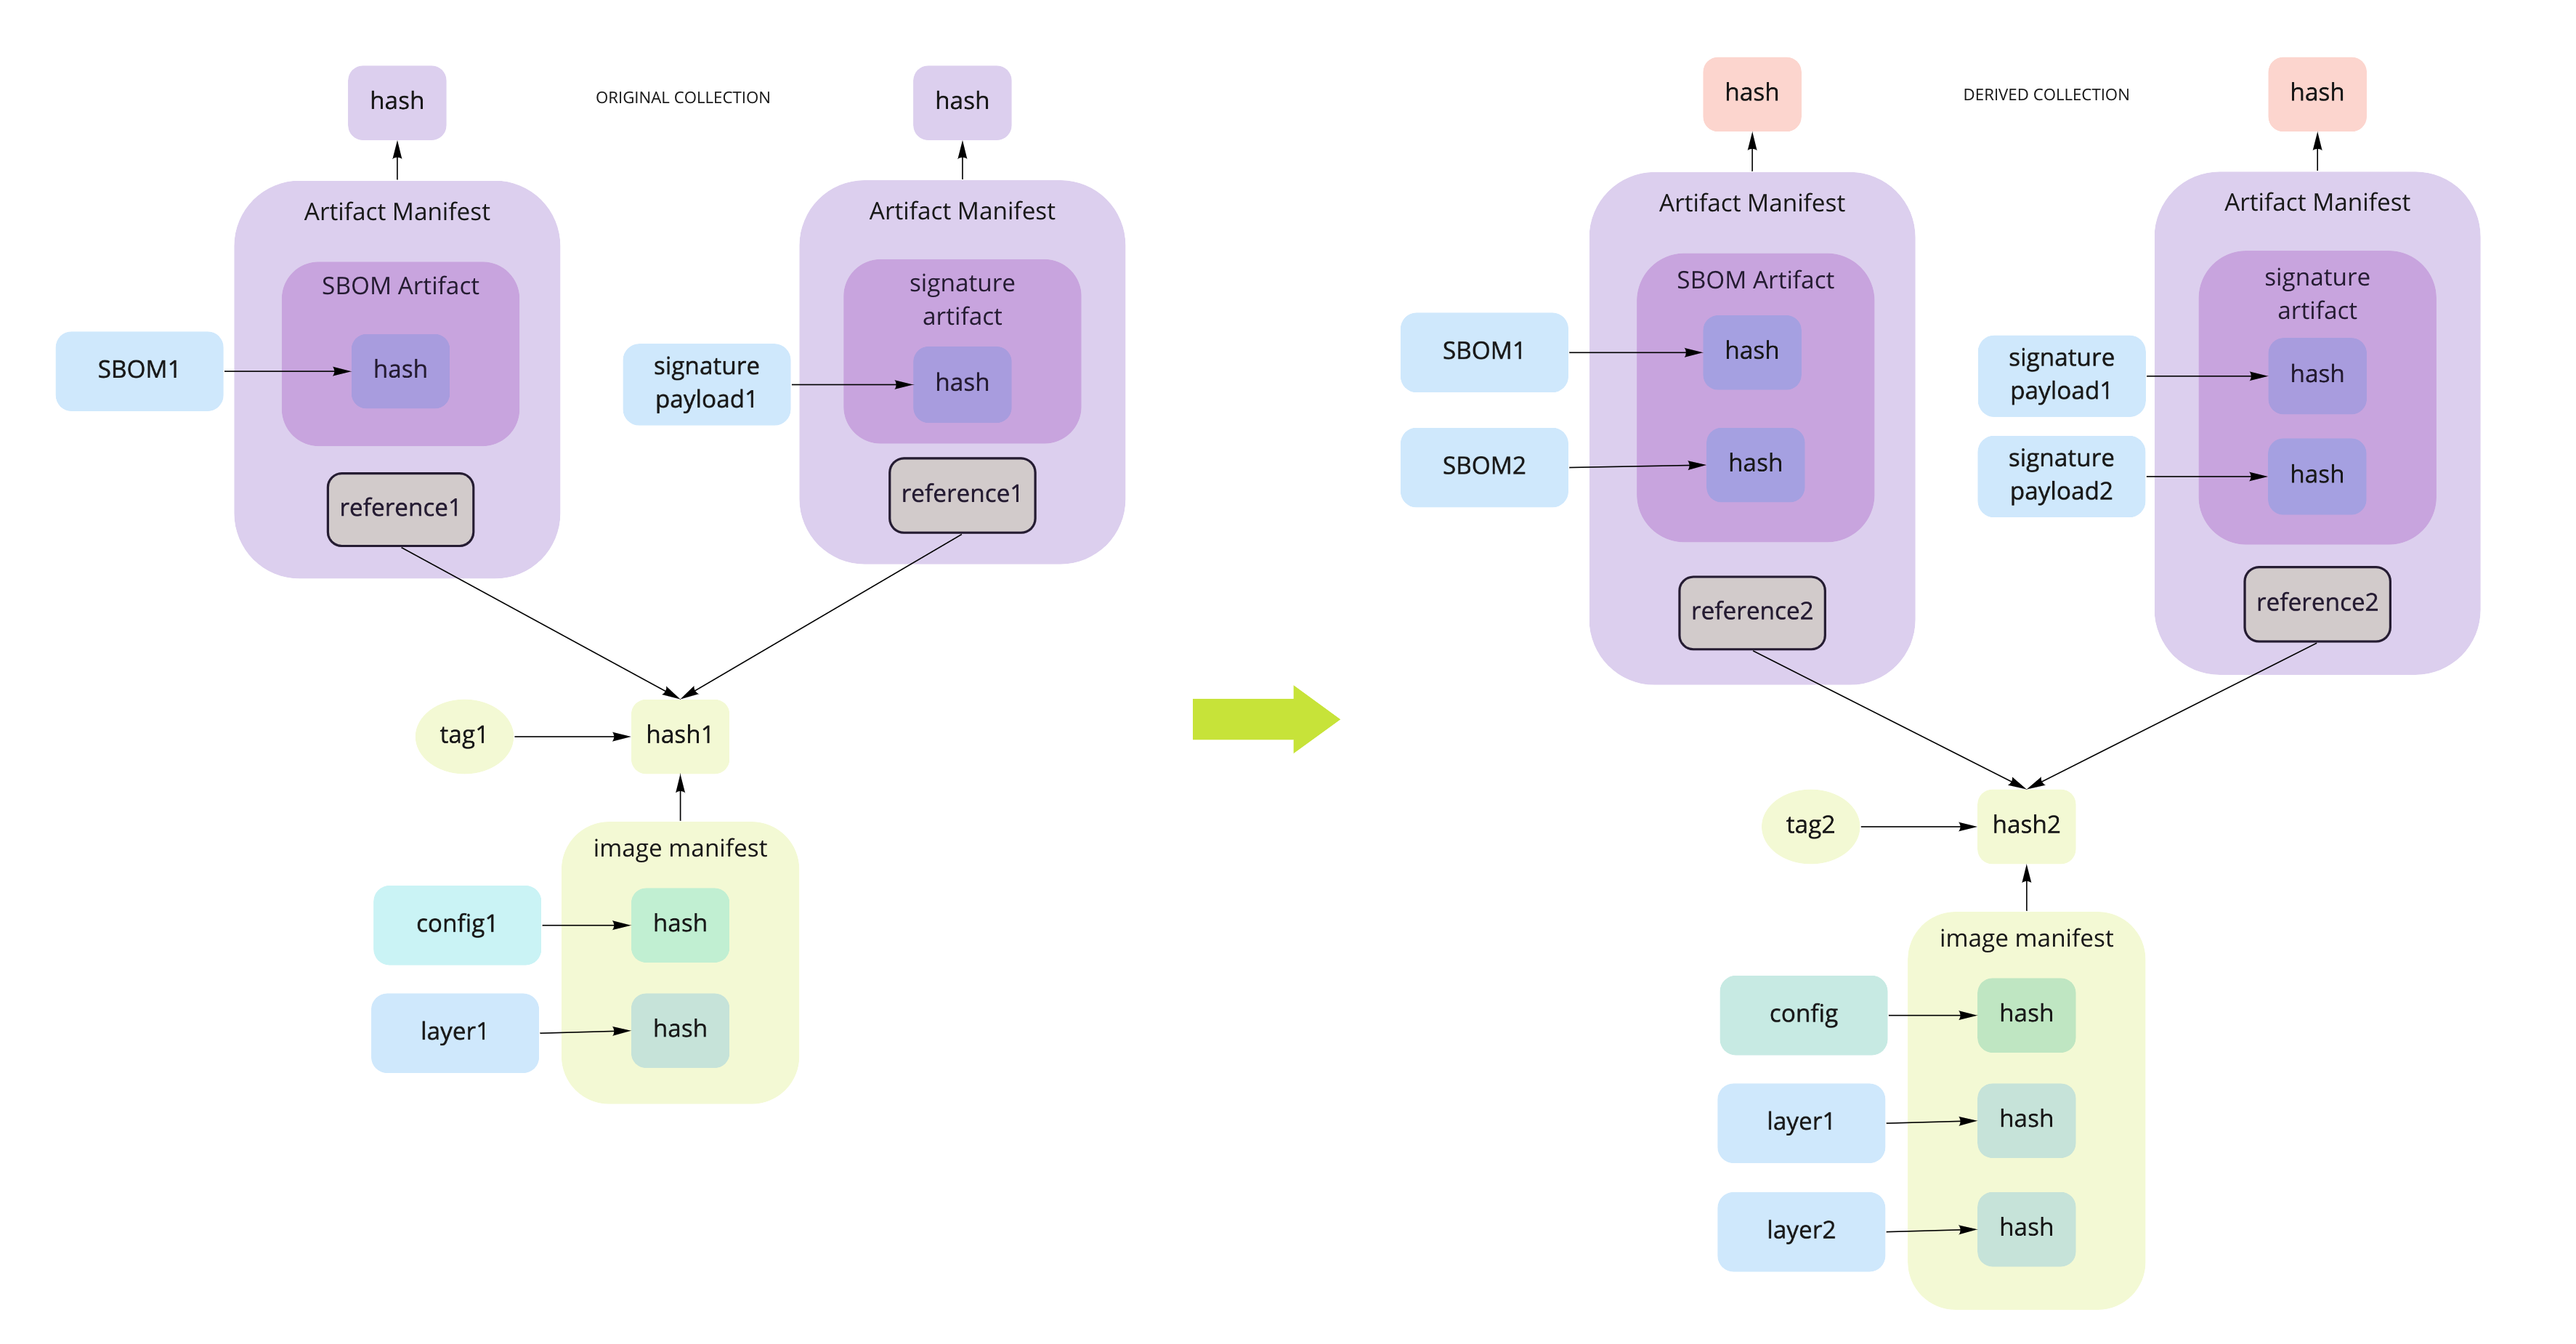 ORIGINAL COLLECTION
hash
hash
Artifact Manifest
Artifact Manifest
SBOM Artifact
signature
artifact
SBOM1
hash
signature
payload1
hash
reference1
reference1
tag1
hash1
image manifest
config1
hash
layer1
hash
DERIVED COLLECTION
hash
hash
Artifact Manifest
Artifact Manifest
SBOM Artifact
signature
artifact
SBOM1
hash
signature
payload1
hash
SBOM2
hash
signature
payload2
hash
reference2
reference2
tag2
hash2
image manifest
config
hash
layer1
hash
layer2
hash